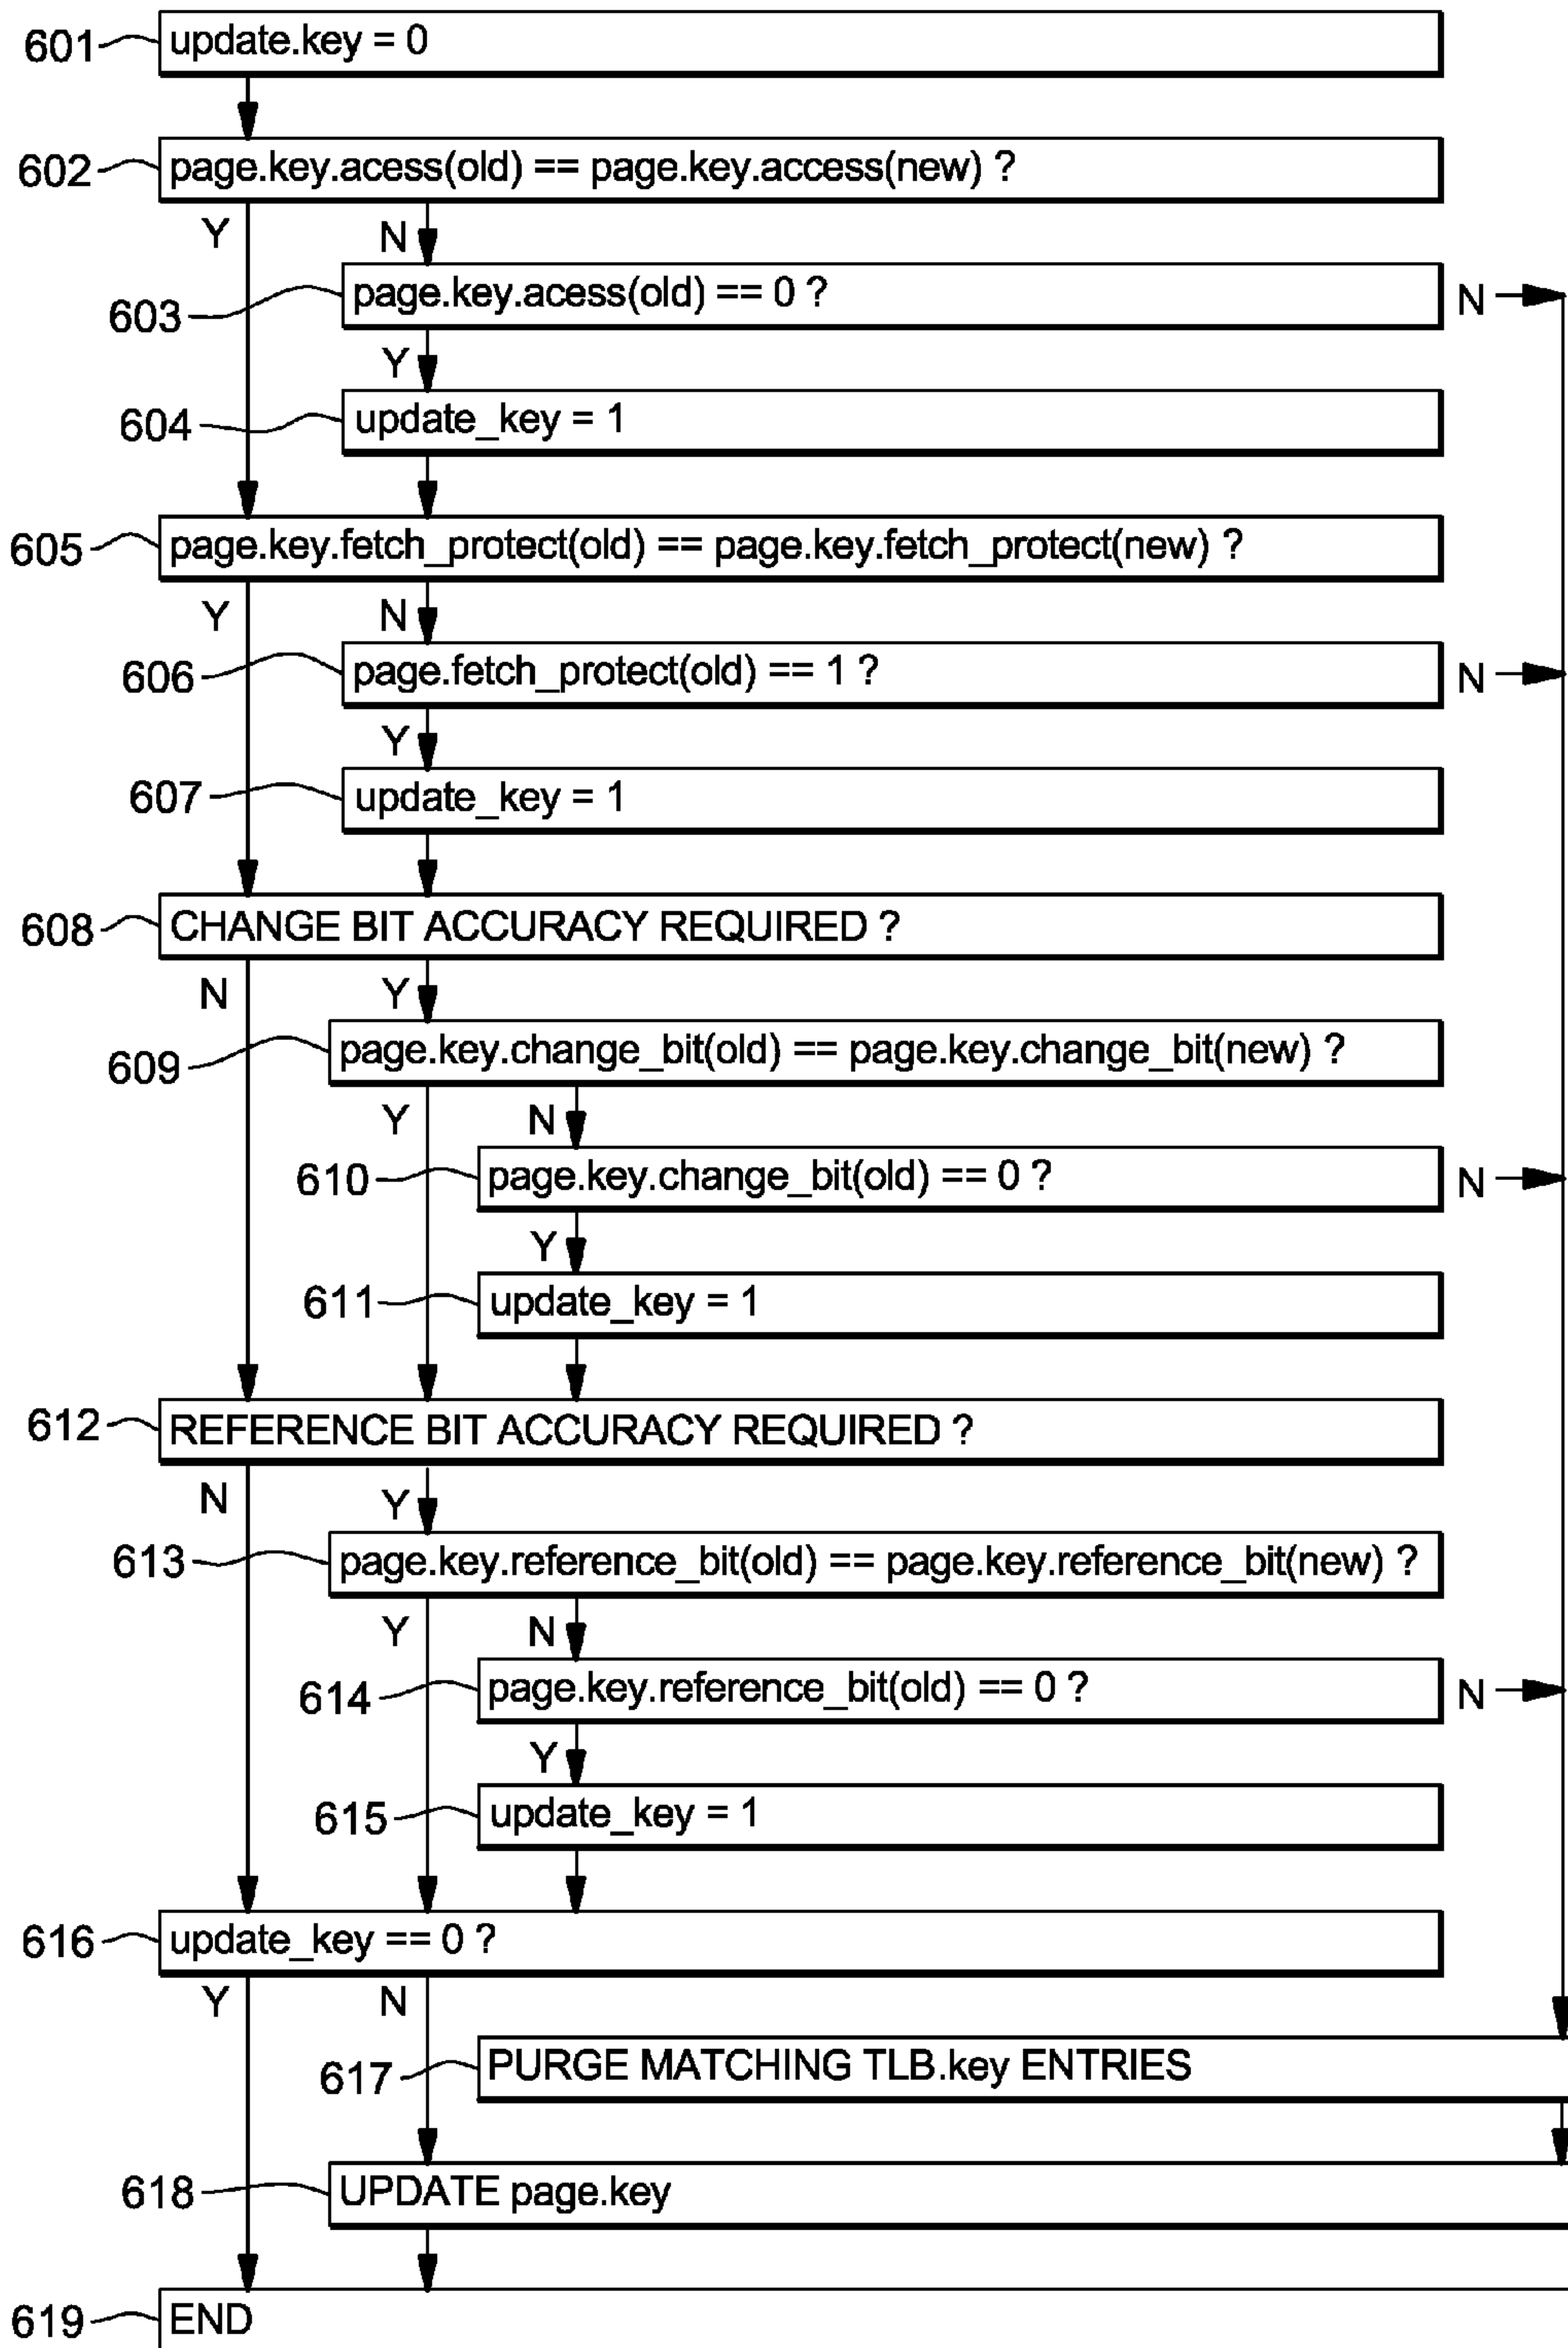 601 update.key = 0
602 page.key.acess(old) == page.key.access(new) ?
Y N
603 page.key.acess(old) == 0 ? N
Y
604 update_key = 1
605 page.key.fetch_protect(old) == page.key.fetch_protect(new) ?
Y N
606 page.fetch_protect(old) == 1 ? N
Y
607 update_key = 1
608 CHANGE BIT ACCURACY REQUIRED ?
N Y
609 page.key.change_bit(old) == page.key.change_bit(new) ?
Y N
610 page.key.change_bit(old) == 0 ? N
Y
611 update_key = 1
612 REFERENCE BIT ACCURACY REQUIRED ?
N Y
613 page.key.reference_bit(old) == page.key.reference_bit(new) ?
Y N
614 page.key.reference_bit(old) == 0 ? N
Y
615 update_key = 1
616 update_key == 0 ?
Y N
617 PURGE MATCHING TLB.key ENTRIES
618 UPDATE page.key
619 END